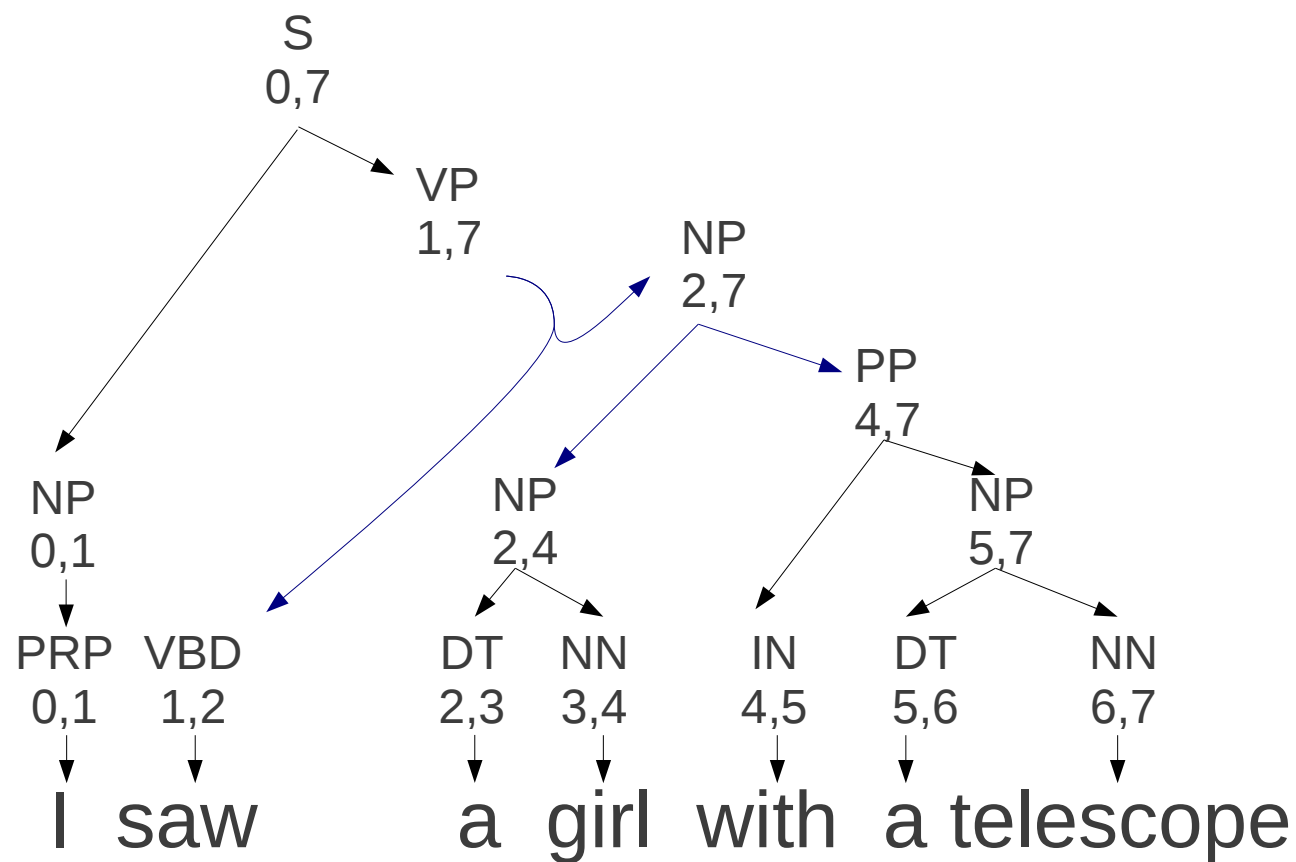 S
0,7
VP
1,7
NP
2,7
PP
4,7
NP
0,1
NP
2,4
NP
5,7
PRP VBD DT NN IN DT NN
0,1 1,2 2,3 3,4 4,5 5,6 6,7
I saw a girl with a telescope